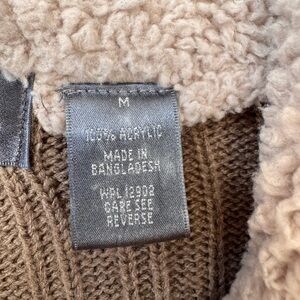 M
100% ACRYLIC
MADE IN
BANGLADESH
WPL 12902
CARE SEE
REVERSE